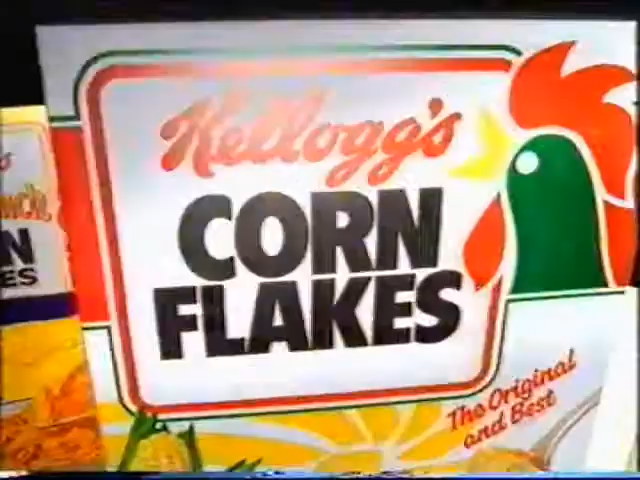 Kellogg's
CORN
FLAKES
The Original
and Best
N
ES